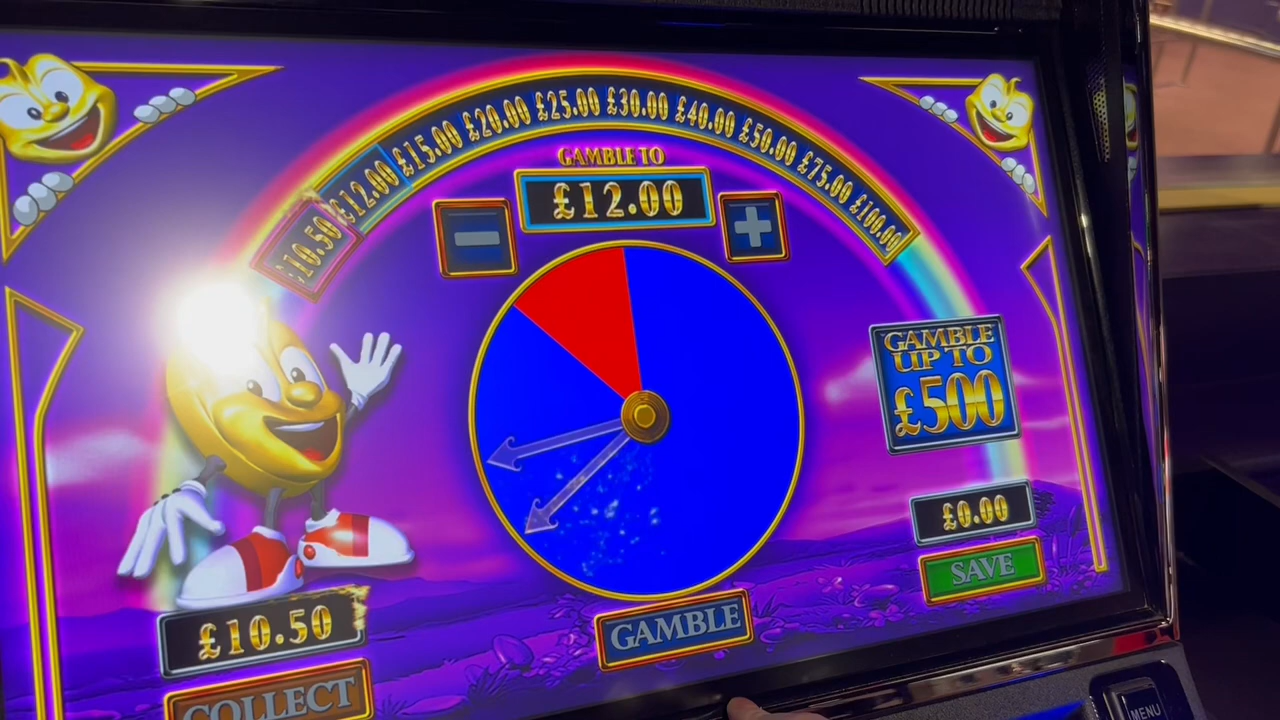 £10.50 £12.00 £15.00 £20.00 £25.00 £30.00 £40.00 £50.00 £75.00 £100.00
GAMBLE TO
£12.00
GAMBLE
UP TO
£500
£0.00
SAVE
GAMBLE
£10.50
COLLECT
MENU